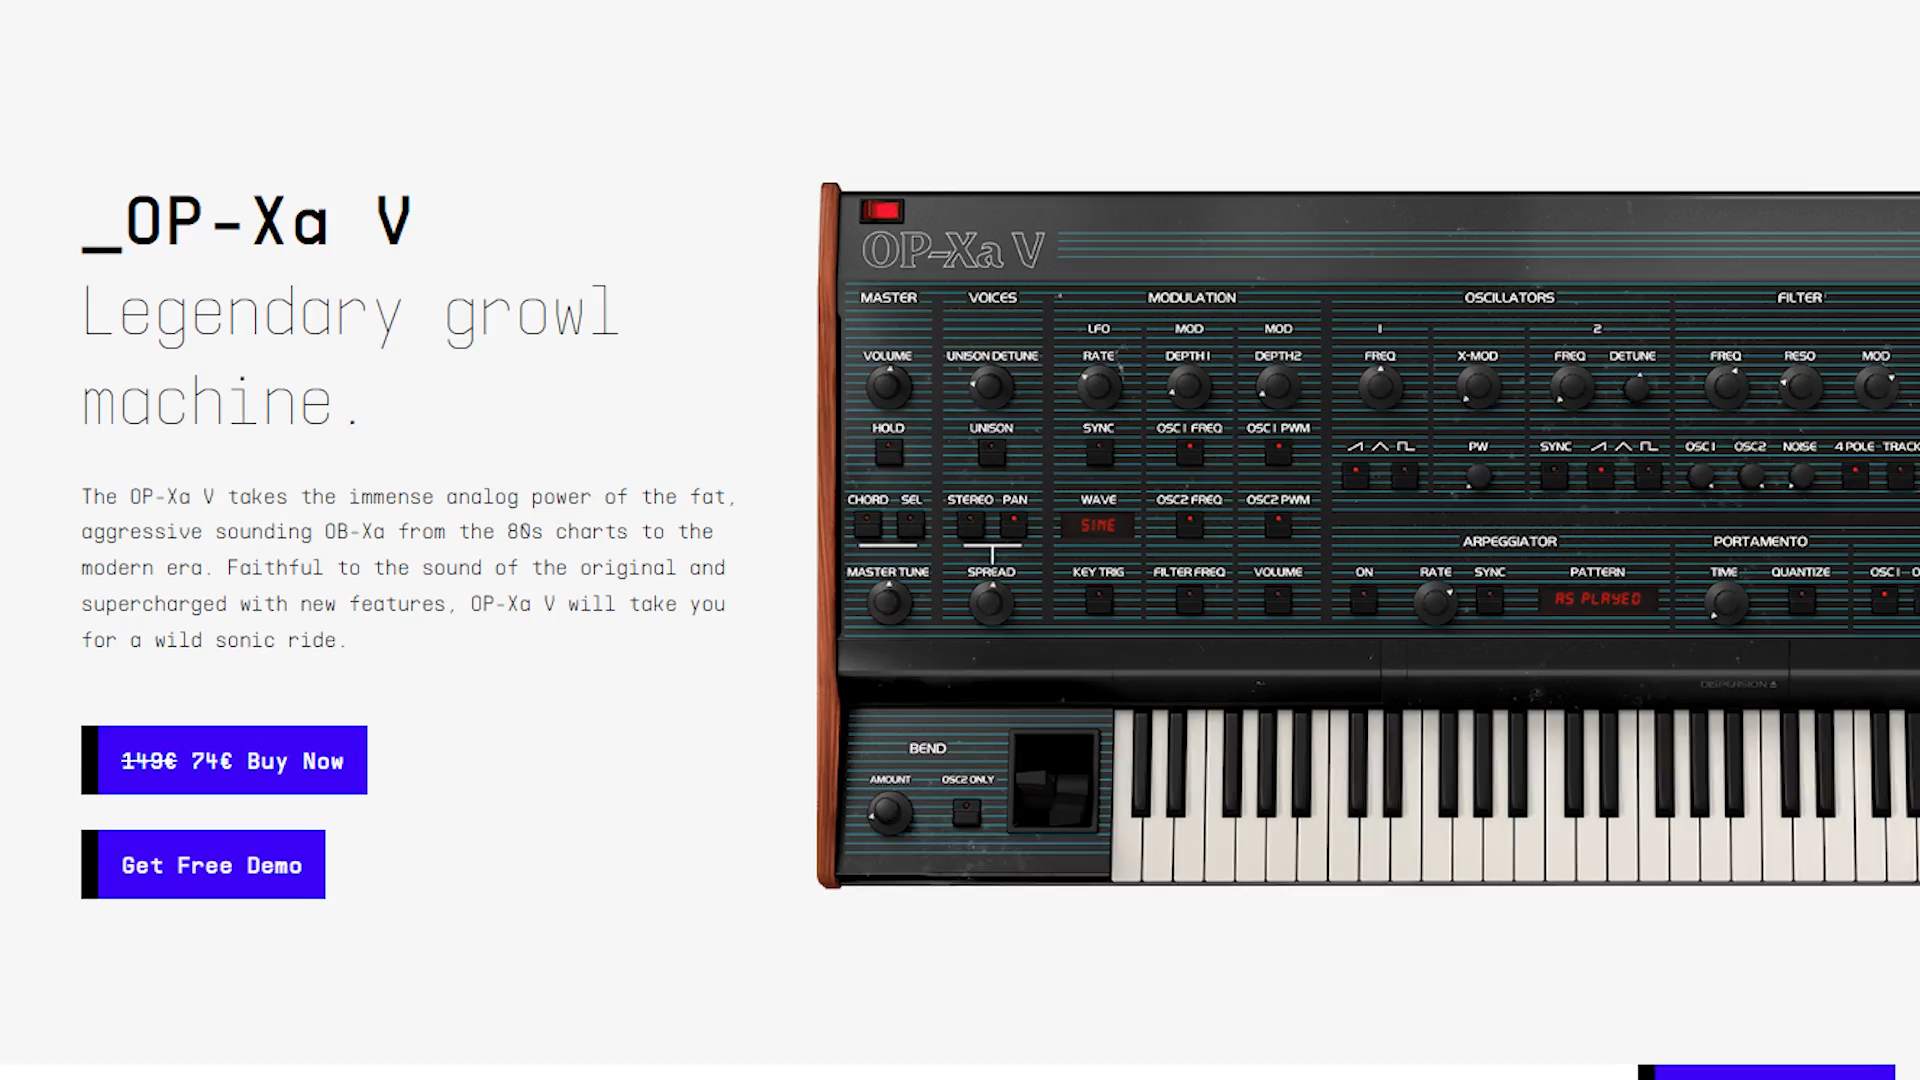 _OP-Xa V
Legendary growl
machine.
The OP-Xa V takes the immense analog power of the fat,
aggressive sounding OB-Xa from the 80s charts to the
modern era. Faithful to the sound of the original and
supercharged with new features, OP-Xa V will take you
for a wild sonic ride.
149€ 74€ Buy Now
Get Free Demo
OP-Xa V
MASTER VOICES MODULATION OSCILLATORS FILTER
LFO MOD MOD 1 2
VOLUME UNISON DETUNE RATE DEPTH1 DEPTH2 FREQ X-MOD FREQ DETUNE FREQ RESO MOD
HOLD UNISON SYNC OSC1 FREQ OSC1 PWM
PW SYNC OSC1 OSC2 NOISE 4 POLE TRACK
CHORD SEL STEREO PAN WAVE OSC2 FREQ OSC2 PWM
SINE
ARPEGGIATOR PORTAMENTO
MASTER TUNE SPREAD KEY TRIG FILTER FREQ VOLUME ON RATE SYNC PATTERN TIME QUANTIZE OSC1
AS PLAYED
DISPERSION
BEND
AMOUNT OSC2 ONLY